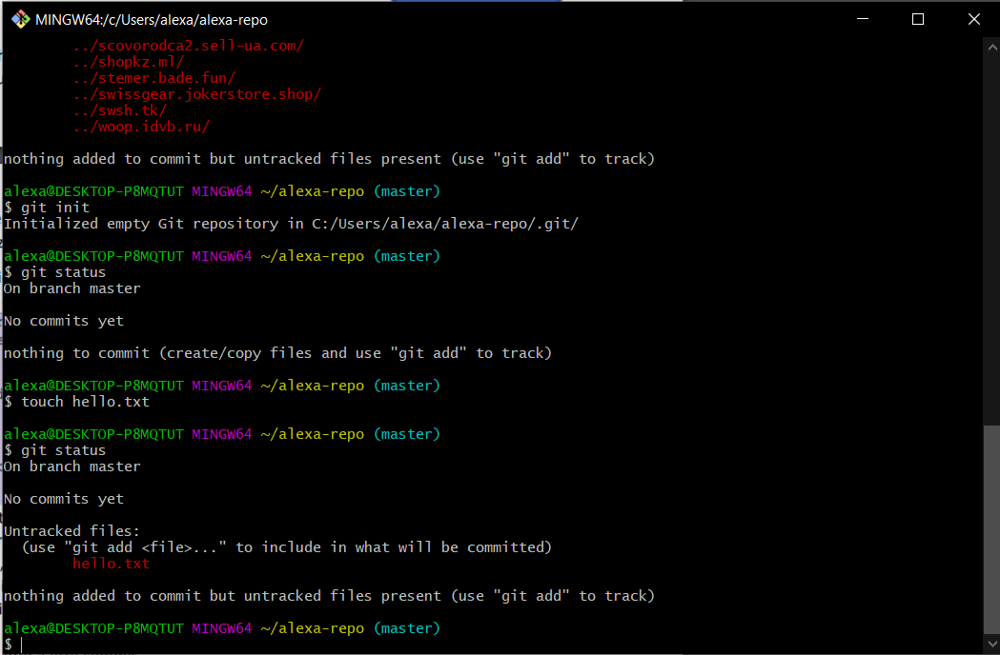 MINGW64:/c/Users/alexa/alexa-repo
../scovorodca2.sell-ua.com/
../shopkz.ml/
../stemer.bade.fun/
../swissgear.jokerstore.shop/
../swsh.tk/
../woop.idvb.ru/
nothing added to commit but untracked files present (use "git add" to track)
alexa@DESKTOP-P8MQTUT MINGW64 ~/alexa-repo (master)
$ git init
Initialized empty Git repository in C:/Users/alexa/alexa-repo/.git/
alexa@DESKTOP-P8MQTUT MINGW64 ~/alexa-repo (master)
$ git status
On branch master
No commits yet
nothing to commit (create/copy files and use "git add" to track)
alexa@DESKTOP-P8MQTUT MINGW64 ~/alexa-repo (master)
$ touch hello.txt
alexa@DESKTOP-P8MQTUT MINGW64 ~/alexa-repo (master)
$ git status
On branch master
No commits yet
Untracked files:
(use "git add <file>..." to include in what will be committed)
hello.txt
nothing added to commit but untracked files present (use "git add" to track)
alexa@DESKTOP-P8MQTUT MINGW64 ~/alexa-repo (master)
$